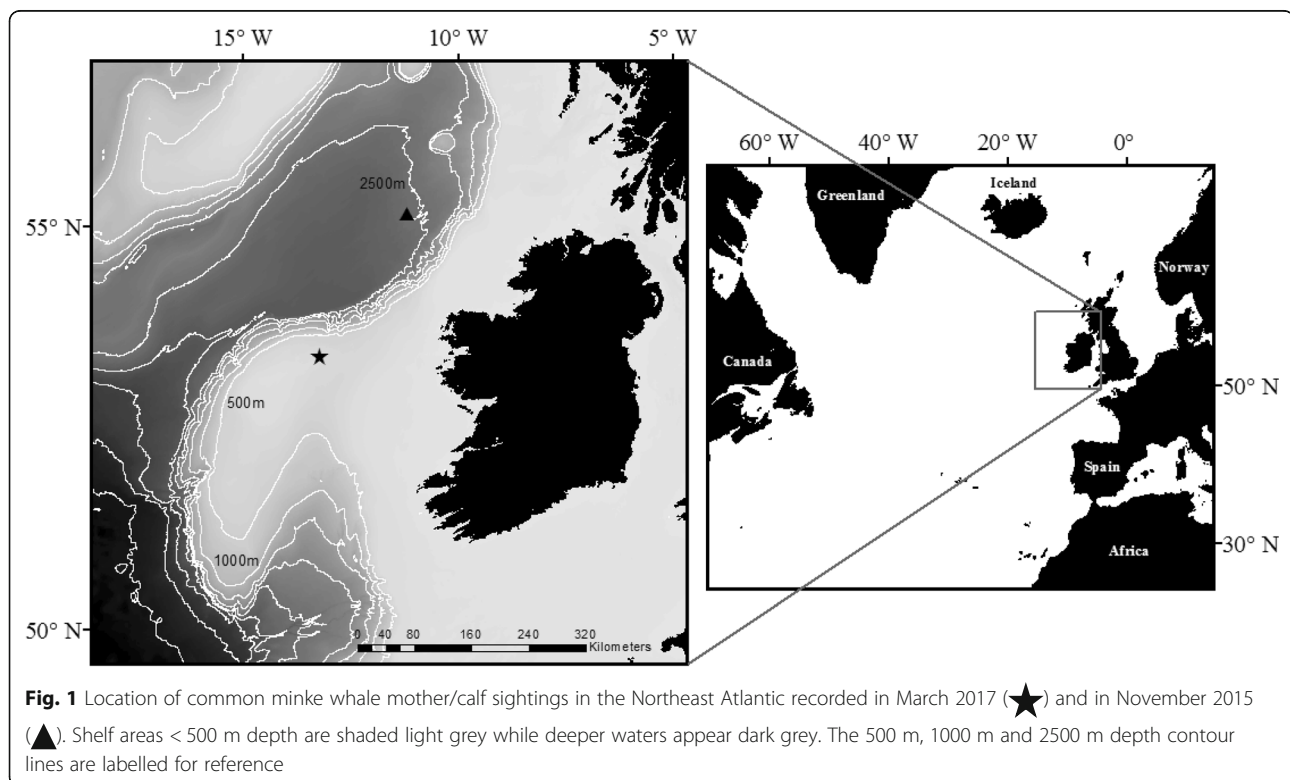 15° W 10° W 5° W
60° W 40° W 20° W 0°
Greenland
Iceland
2500m
55° N
Norway
Canada
50° N
500m
Spain
1000m
Africa
30° N
50° N
0 40 80 160 240 320
Kilometers
Fig. 1 Location of common minke whale mother/calf sightings in the Northeast Atlantic recorded in March 2017 (★) and in November 2015
(▲). Shelf areas < 500 m depth are shaded light grey while deeper waters appear dark grey. The 500 m, 1000 m and 2500 m depth contour
lines are labelled for reference